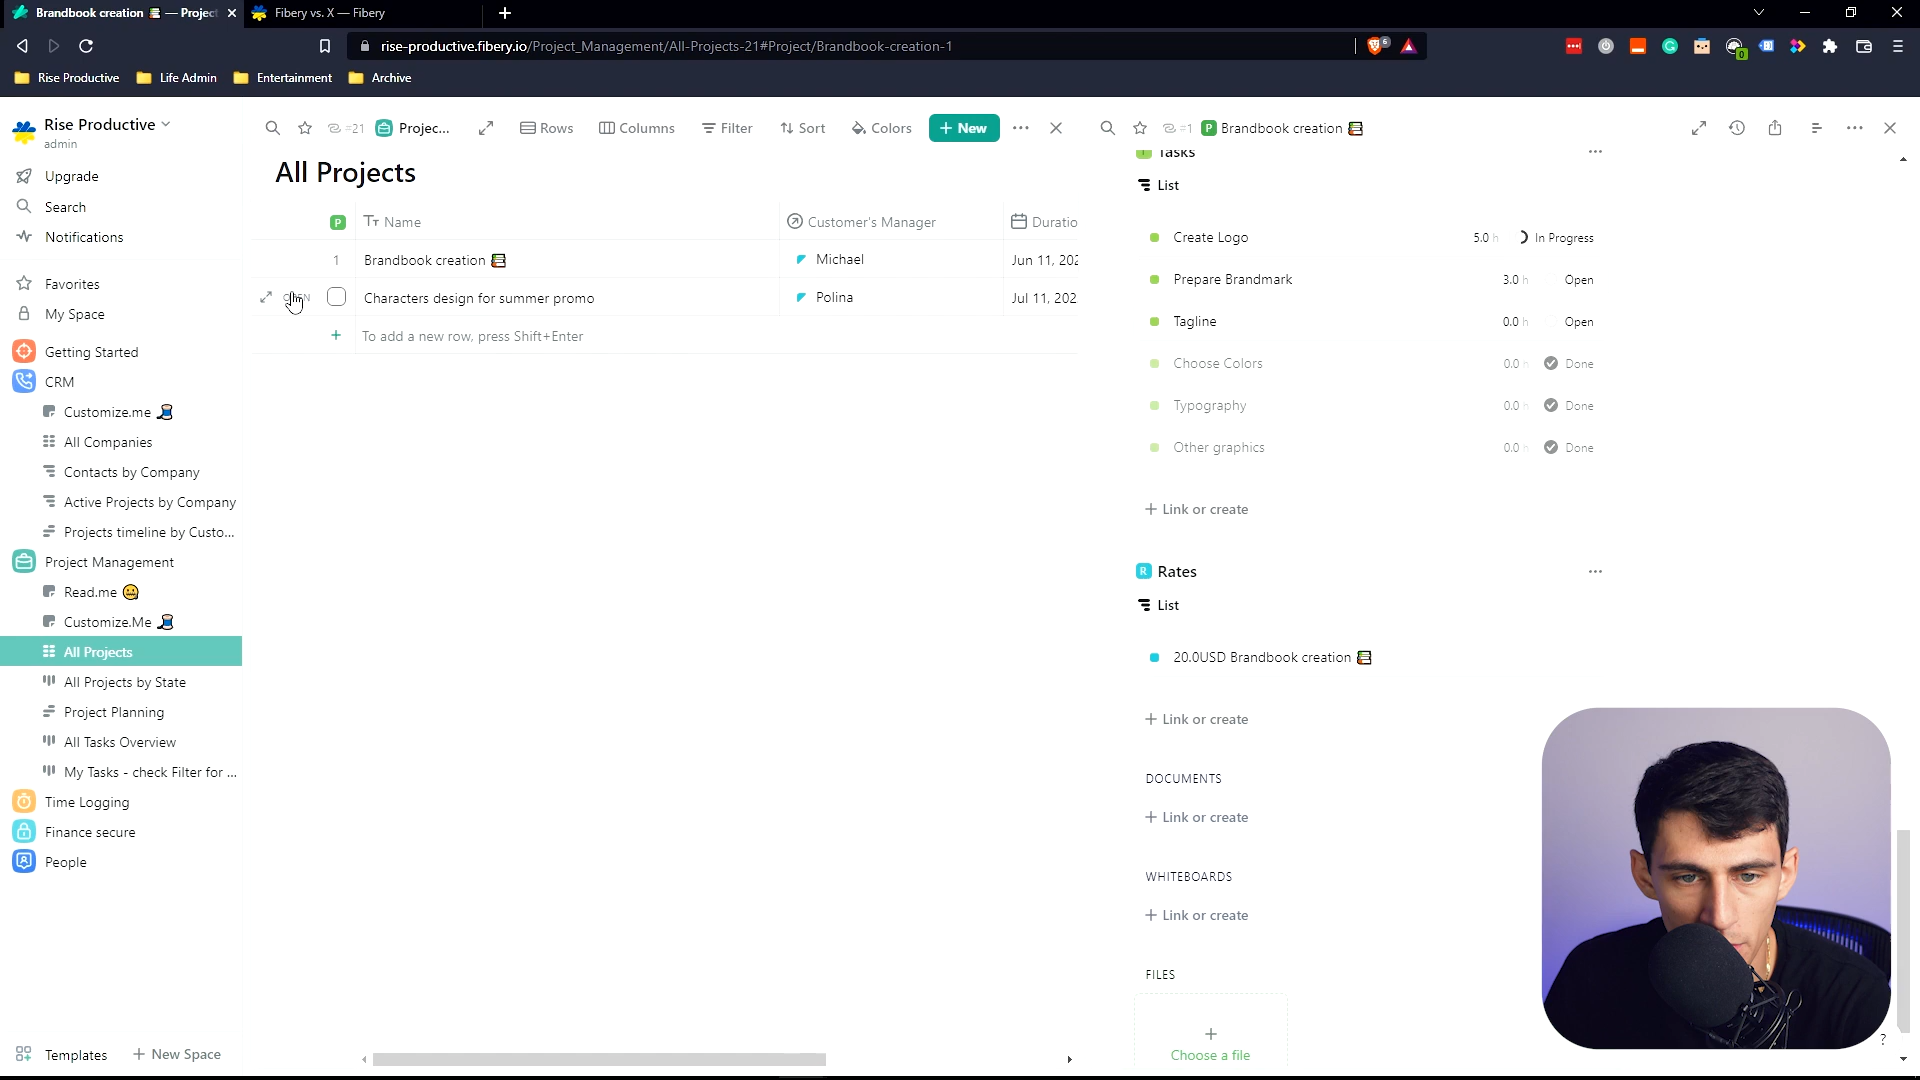 Brandbook creation — Project
Fibery vs. X — Fibery
rise-productive.fibery.io/Project_Management/All-Projects-21#Project/Brandbook-creation-1
6
0
Rise Productive
Life Admin
Entertainment
Archive
Rise Productive
admin
Upgrade
Search
Notifications
Favorites
My Space
Getting Started
CRM
Customize.me
All Companies
Contacts by Company
Active Projects by Company
Projects timeline by Custo...
Project Management
Read.me
Customize.Me
All Projects
All Projects by State
Project Planning
All Tasks Overview
My Tasks - check Filter for ...
Time Logging
Finance secure
People
Templates
New Space
#21
Projec...
Rows
Columns
Filter
Sort
Colors
New
All Projects
P
Name
Customer's Manager
Duratio
1
Brandbook creation
Michael
Jun 11, 202
Characters design for summer promo
Polina
Jul 11, 202
To add a new row, press Shift+Enter
#1
P
Brandbook creation
Tasks
List
Create Logo 5.0 h In Progress
Prepare Brandmark 3.0 h Open
Tagline 0.0 h Open
Choose Colors 0.0 h Done
Typography 0.0 h Done
Other graphics 0.0 h Done
Link or create
R
Rates
List
20.0USD Brandbook creation
Link or create
DOCUMENTS
Link or create
WHITEBOARDS
Link or create
FILES
Choose a file
?